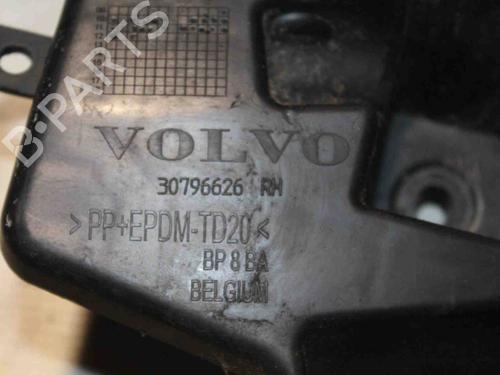 B-PARTS
VOLVO
30796626 RH
>PP+EPDM-TD20<
BP 8 BA
BELGIUM